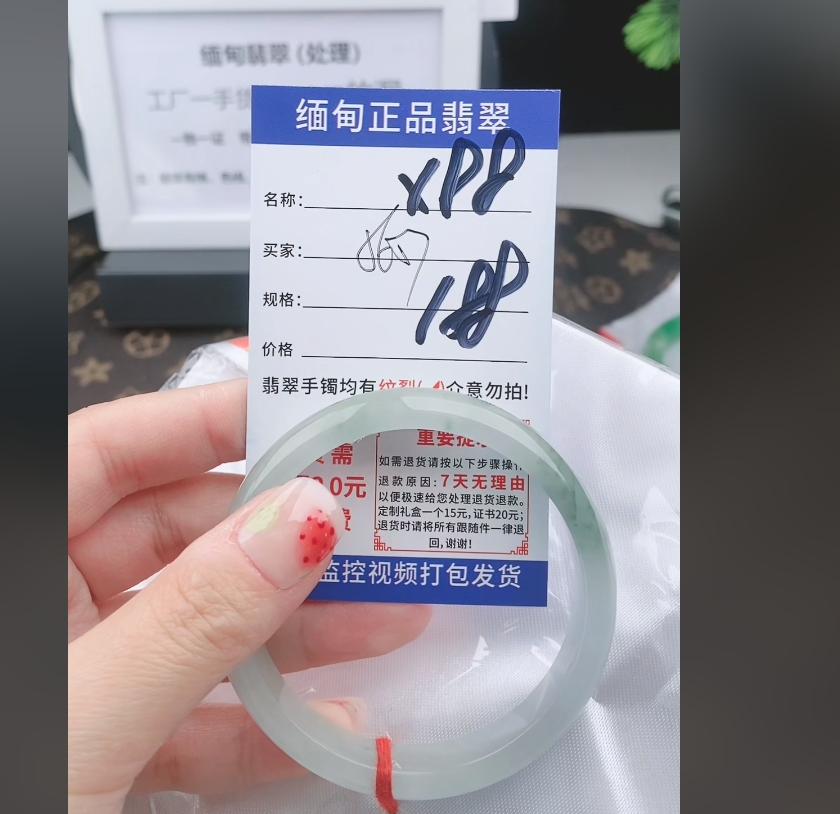 缅甸翡翠(处理)
工厂一手货
缅甸正品翡翠
名称: XP8
买家:
规格: 188
价格
翡翠手镯均有纹裂(介意勿拍!
需
重要提
如需退货请按以下步骤操
0元
退款原因:7天无理由
以便极速给您处理退货退款。
费
定制礼盒一个15元,证书20元;
退货时请将所有跟随件一律退
回,谢谢!
监控视频打包发货